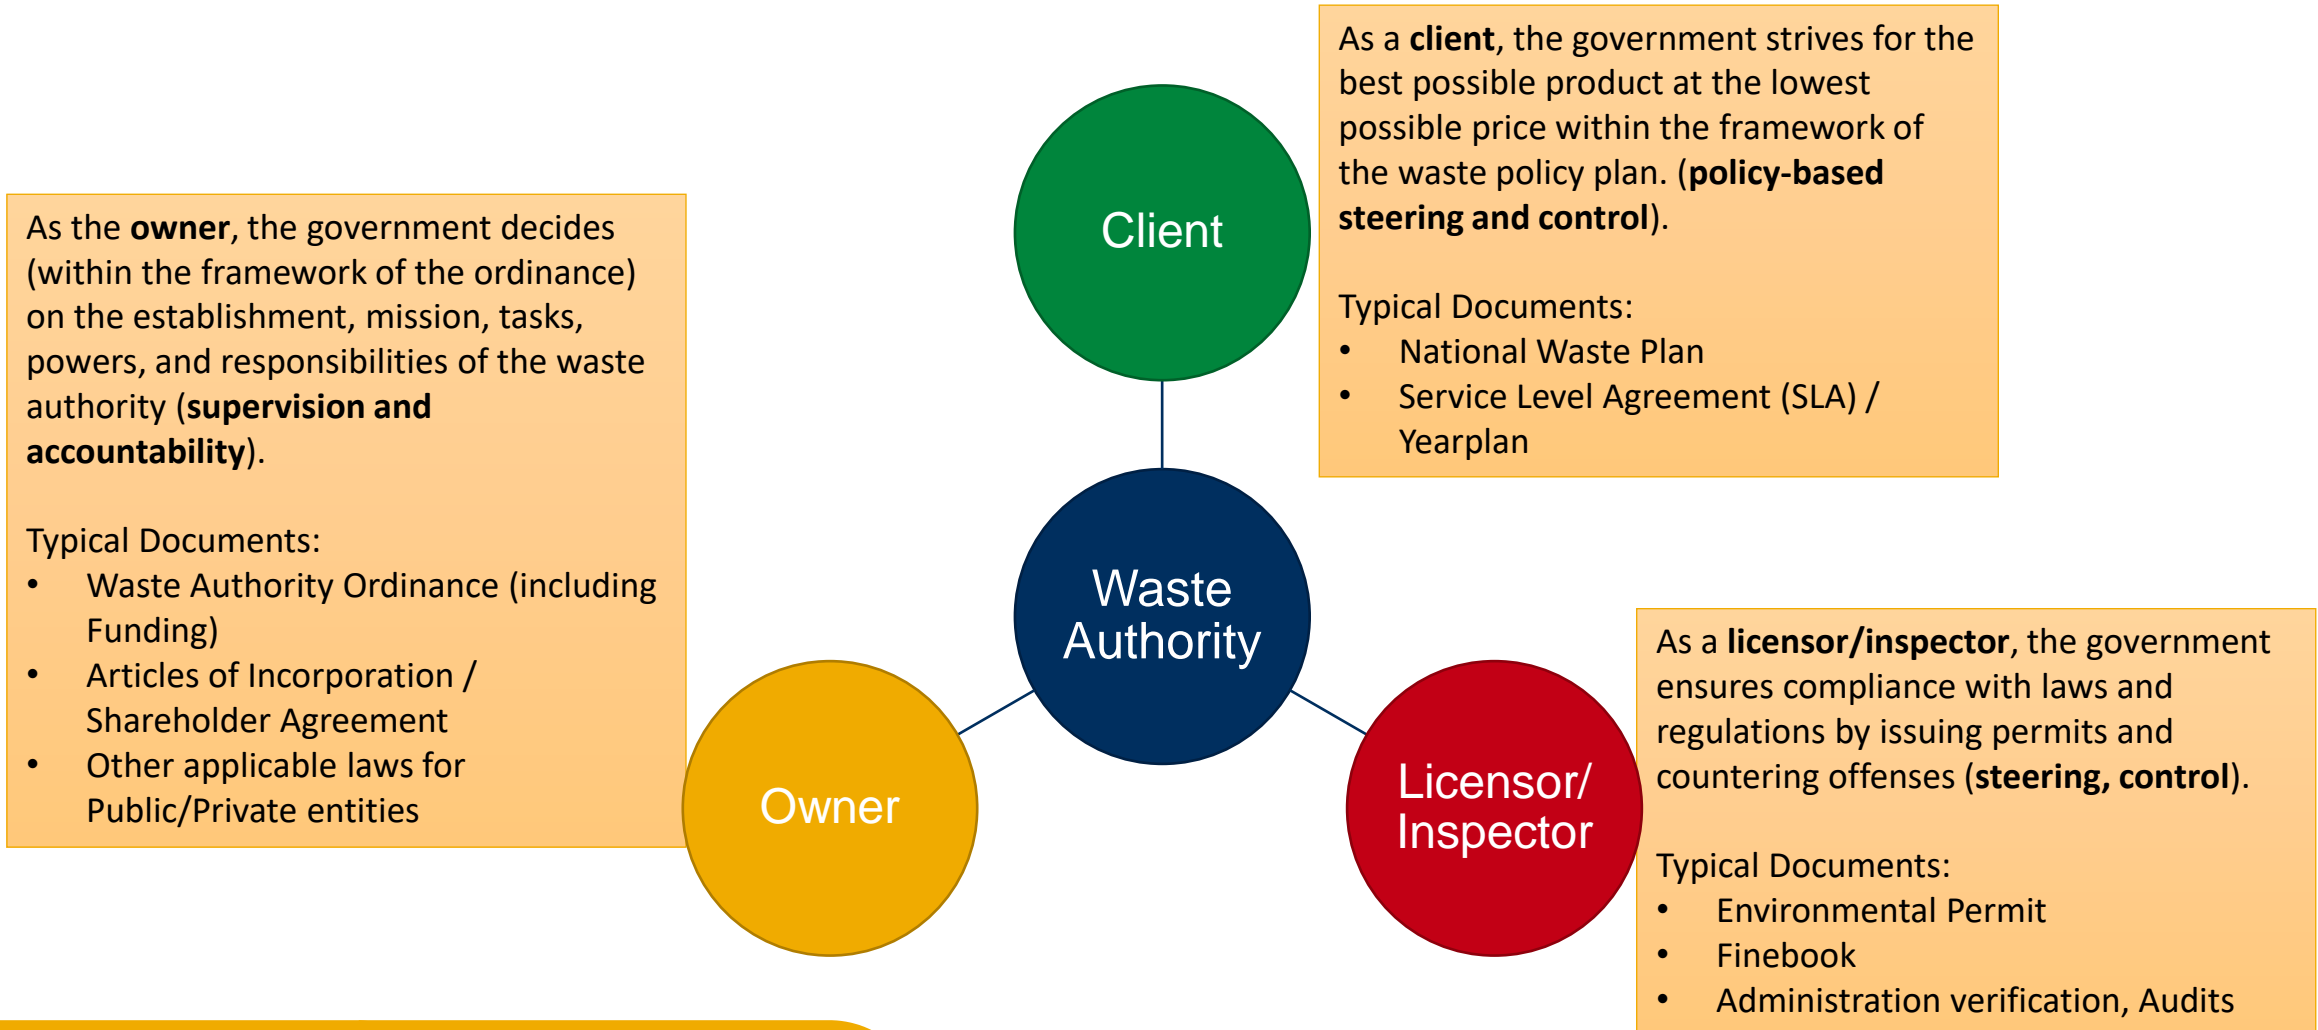 As a client, the government strives for the
best possible product at the lowest
possible price within the framework of
the waste policy plan. (policy-based
steering and control).
Typical Documents:
• National Waste Plan
• Service Level Agreement (SLA) /
Yearplan
Client
As the owner, the government decides
(within the framework of the ordinance)
on the establishment, mission, tasks,
powers, and responsibilities of the waste
authority (supervision and
accountability).
Typical Documents:
• Waste Authority Ordinance (including
Funding)
• Articles of Incorporation /
Shareholder Agreement
• Other applicable laws for
Public/Private entities
Waste
Authority
Owner
Licensor/
Inspector
As a licensor/inspector, the government
ensures compliance with laws and
regulations by issuing permits and
countering offenses (steering, control).
Typical Documents:
• Environmental Permit
• Finebook
• Administration verification, Audits